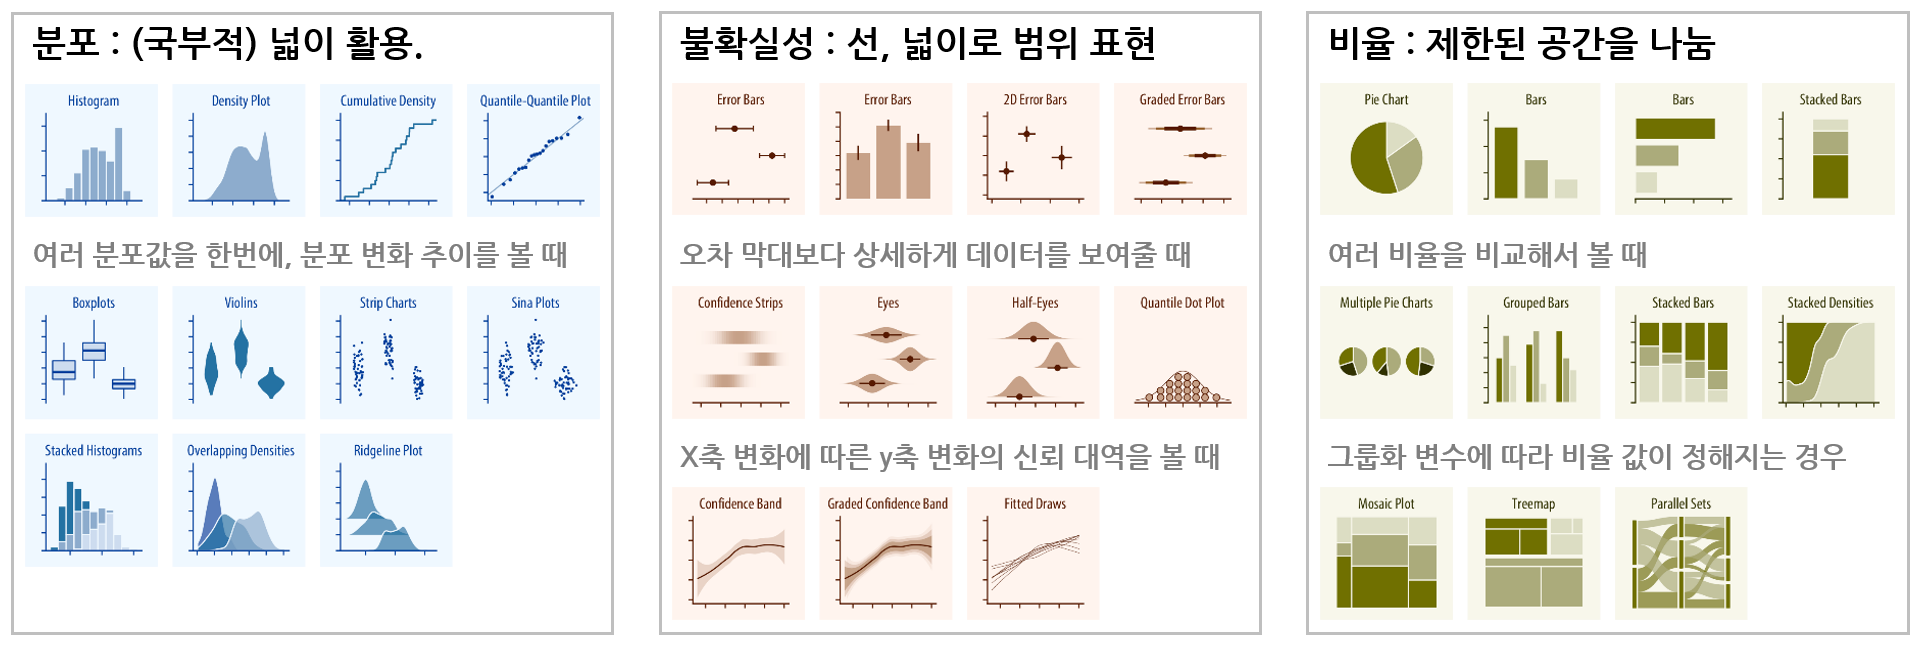 분포 : (국부적) 넓이 활용.
Histogram
Density Plot
Cumulative Density
Quantile-Quantile Plot
여러 분포값을 한번에, 분포 변화 추이를 볼 때
Boxplots
Violins
Strip Charts
Sina Plots
Stacked Histograms
Overlapping Densities
Ridgeline Plot
불확실성 : 선, 넓이로 범위 표현
Error Bars
Error Bars
2D Error Bars
Graded Error Bars
오차 막대보다 상세하게 데이터를 보여줄 때
Confidence Strips
Eyes
Half-Eyes
Quantile Dot Plot
X축 변화에 따른 y축 변화의 신뢰 대역을 볼 때
Confidence Band
Graded Confidence Band
Fitted Draws
비율 : 제한된 공간을 나눔
Pie Chart
Bars
Bars
Stacked Bars
여러 비율을 비교해서 볼 때
Multiple Pie Charts
Grouped Bars
Stacked Bars
Stacked Densities
그룹화 변수에 따라 비율 값이 정해지는 경우
Mosaic Plot
Treemap
Parallel Sets